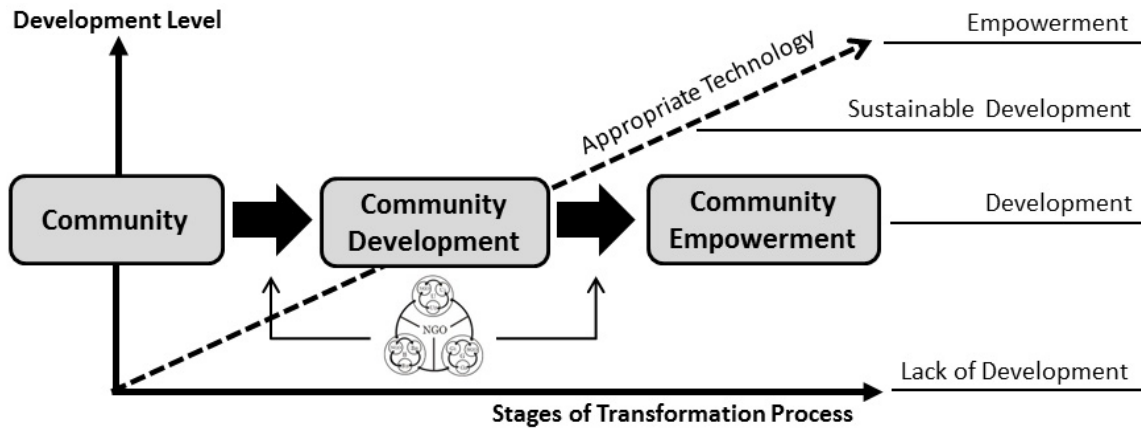 Development Level
Empowerment
Appropriate Technology
Sustainable Development
Community
Community
Development
Community
Empowerment
Development
NGO
Lack of Development
Stages of Transformation Process